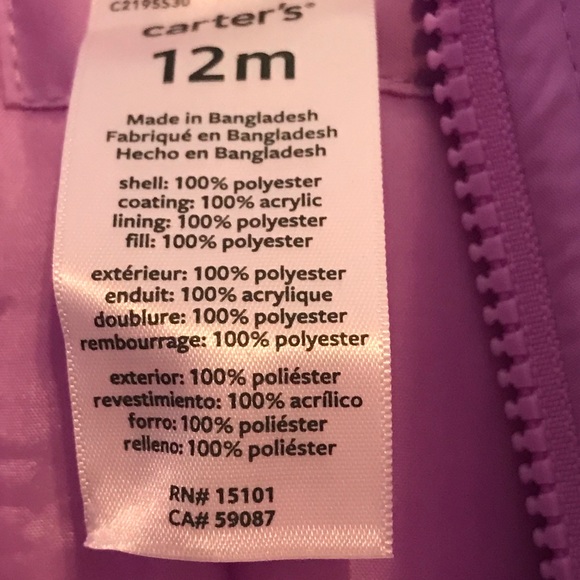 carter's
12m
Made in Bangladesh
Fabriqué en Bangladesh
Hecho en Bangladesh
shell: 100% polyester
coating: 100% acrylic
lining: 100% polyester
fill: 100% polyester
extérieur: 100% polyester
enduit: 100% acrylique
doublure: 100% polyester
rembourrage: 100% polyester
exterior: 100% poliéster
revestimiento: 100% acrílico
forro: 100% poliéster
relleno: 100% poliéster
RN# 15101
CA# 59087